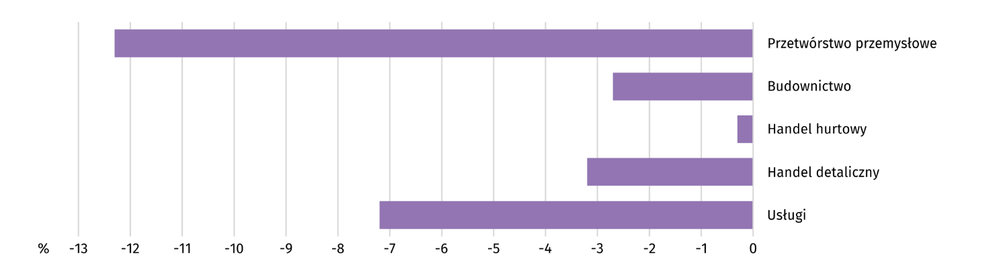 Przetwórstwo przemysłowe
Budownictwo
Handel hurtowy
Handel detaliczny
Usługi
% -13 -12 -11 -10 -9 -8 -7 -6 -5 -4 -3 -2 -1 0